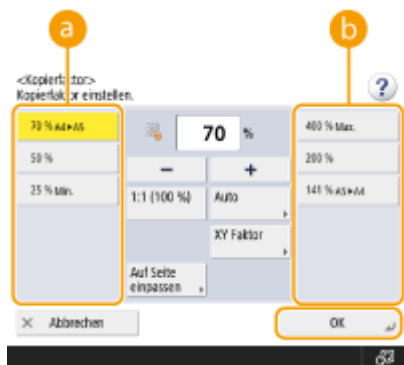 a b
<Kopierfaktor>
Kopierfaktor einstellen.
?
70 % A4▸A5
70 %
400 % Max.
50 %
− +
200 %
25 % Min.
1:1 (100 %)
Auto
141 % A5▸A4
XY Faktor
Auf Seite
einpassen
× Abbrechen
OK